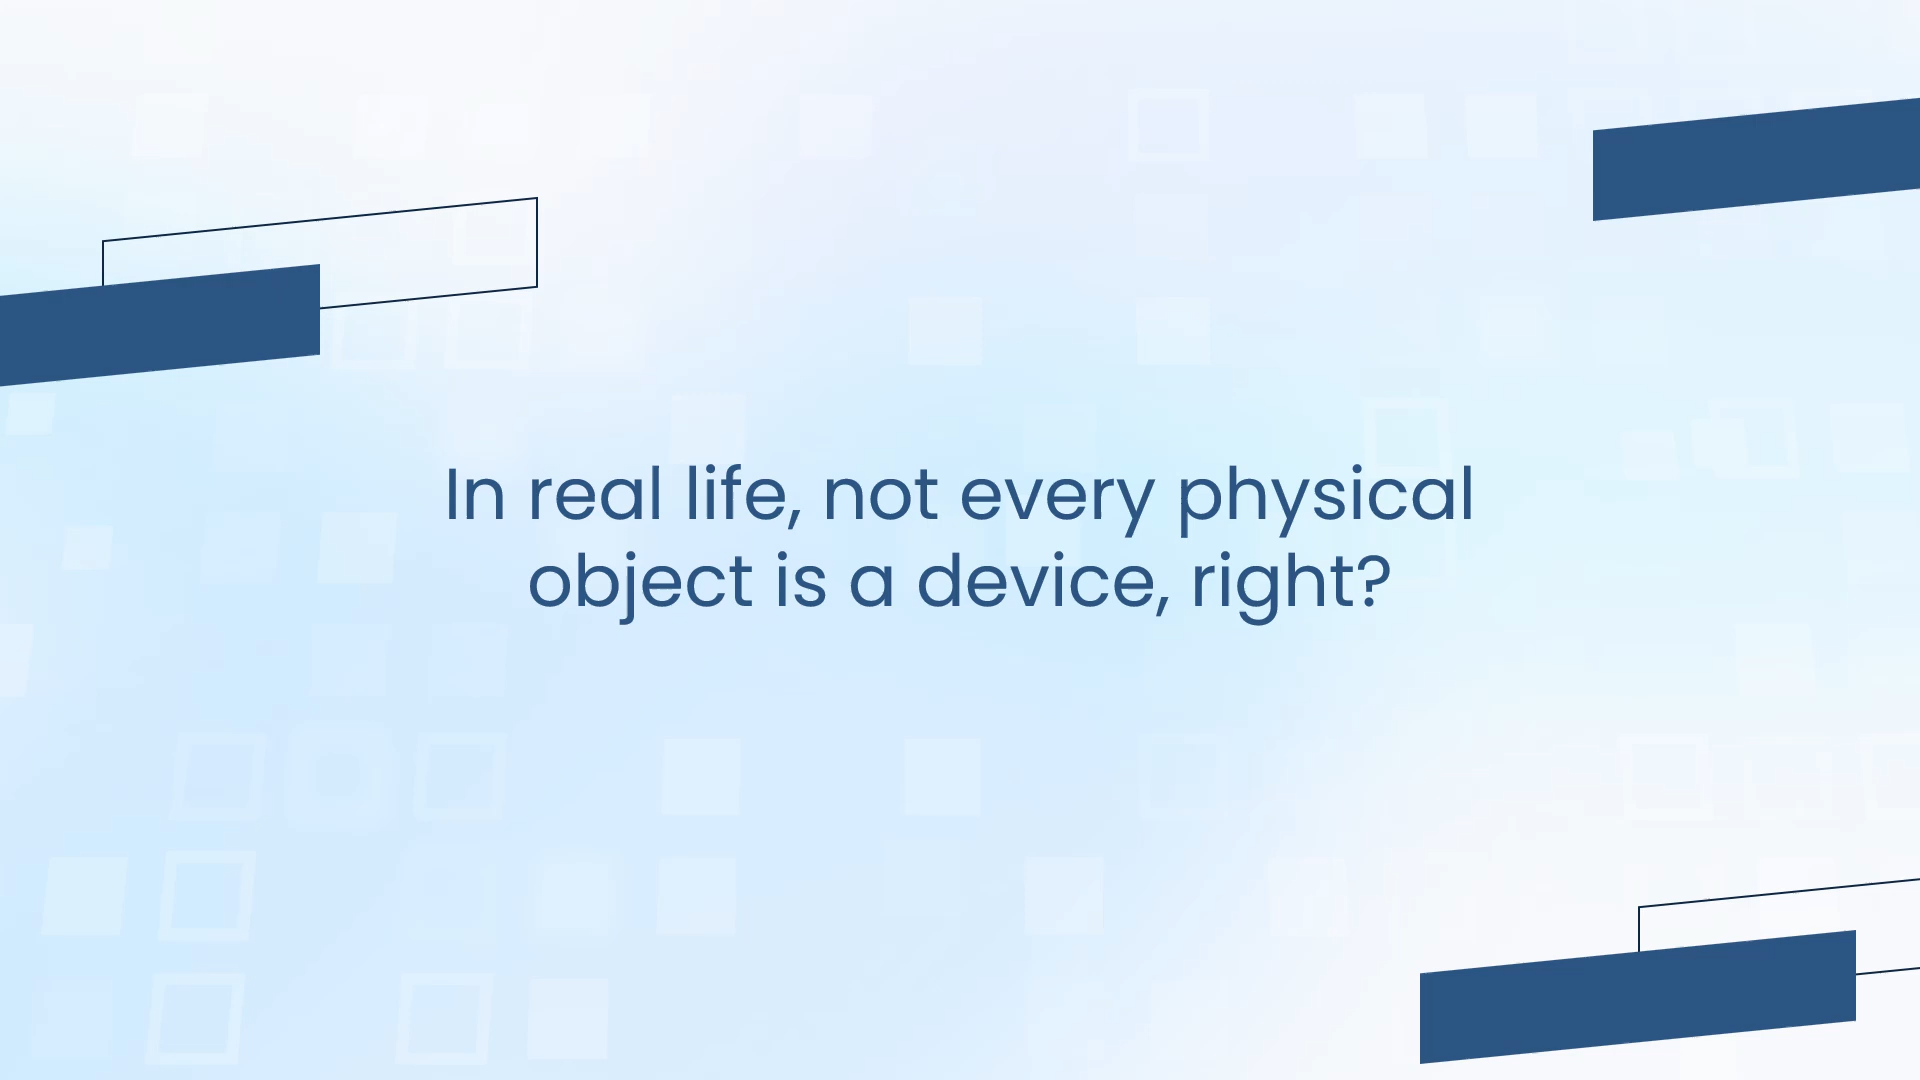 In real life, not every physical
object is a device, right?